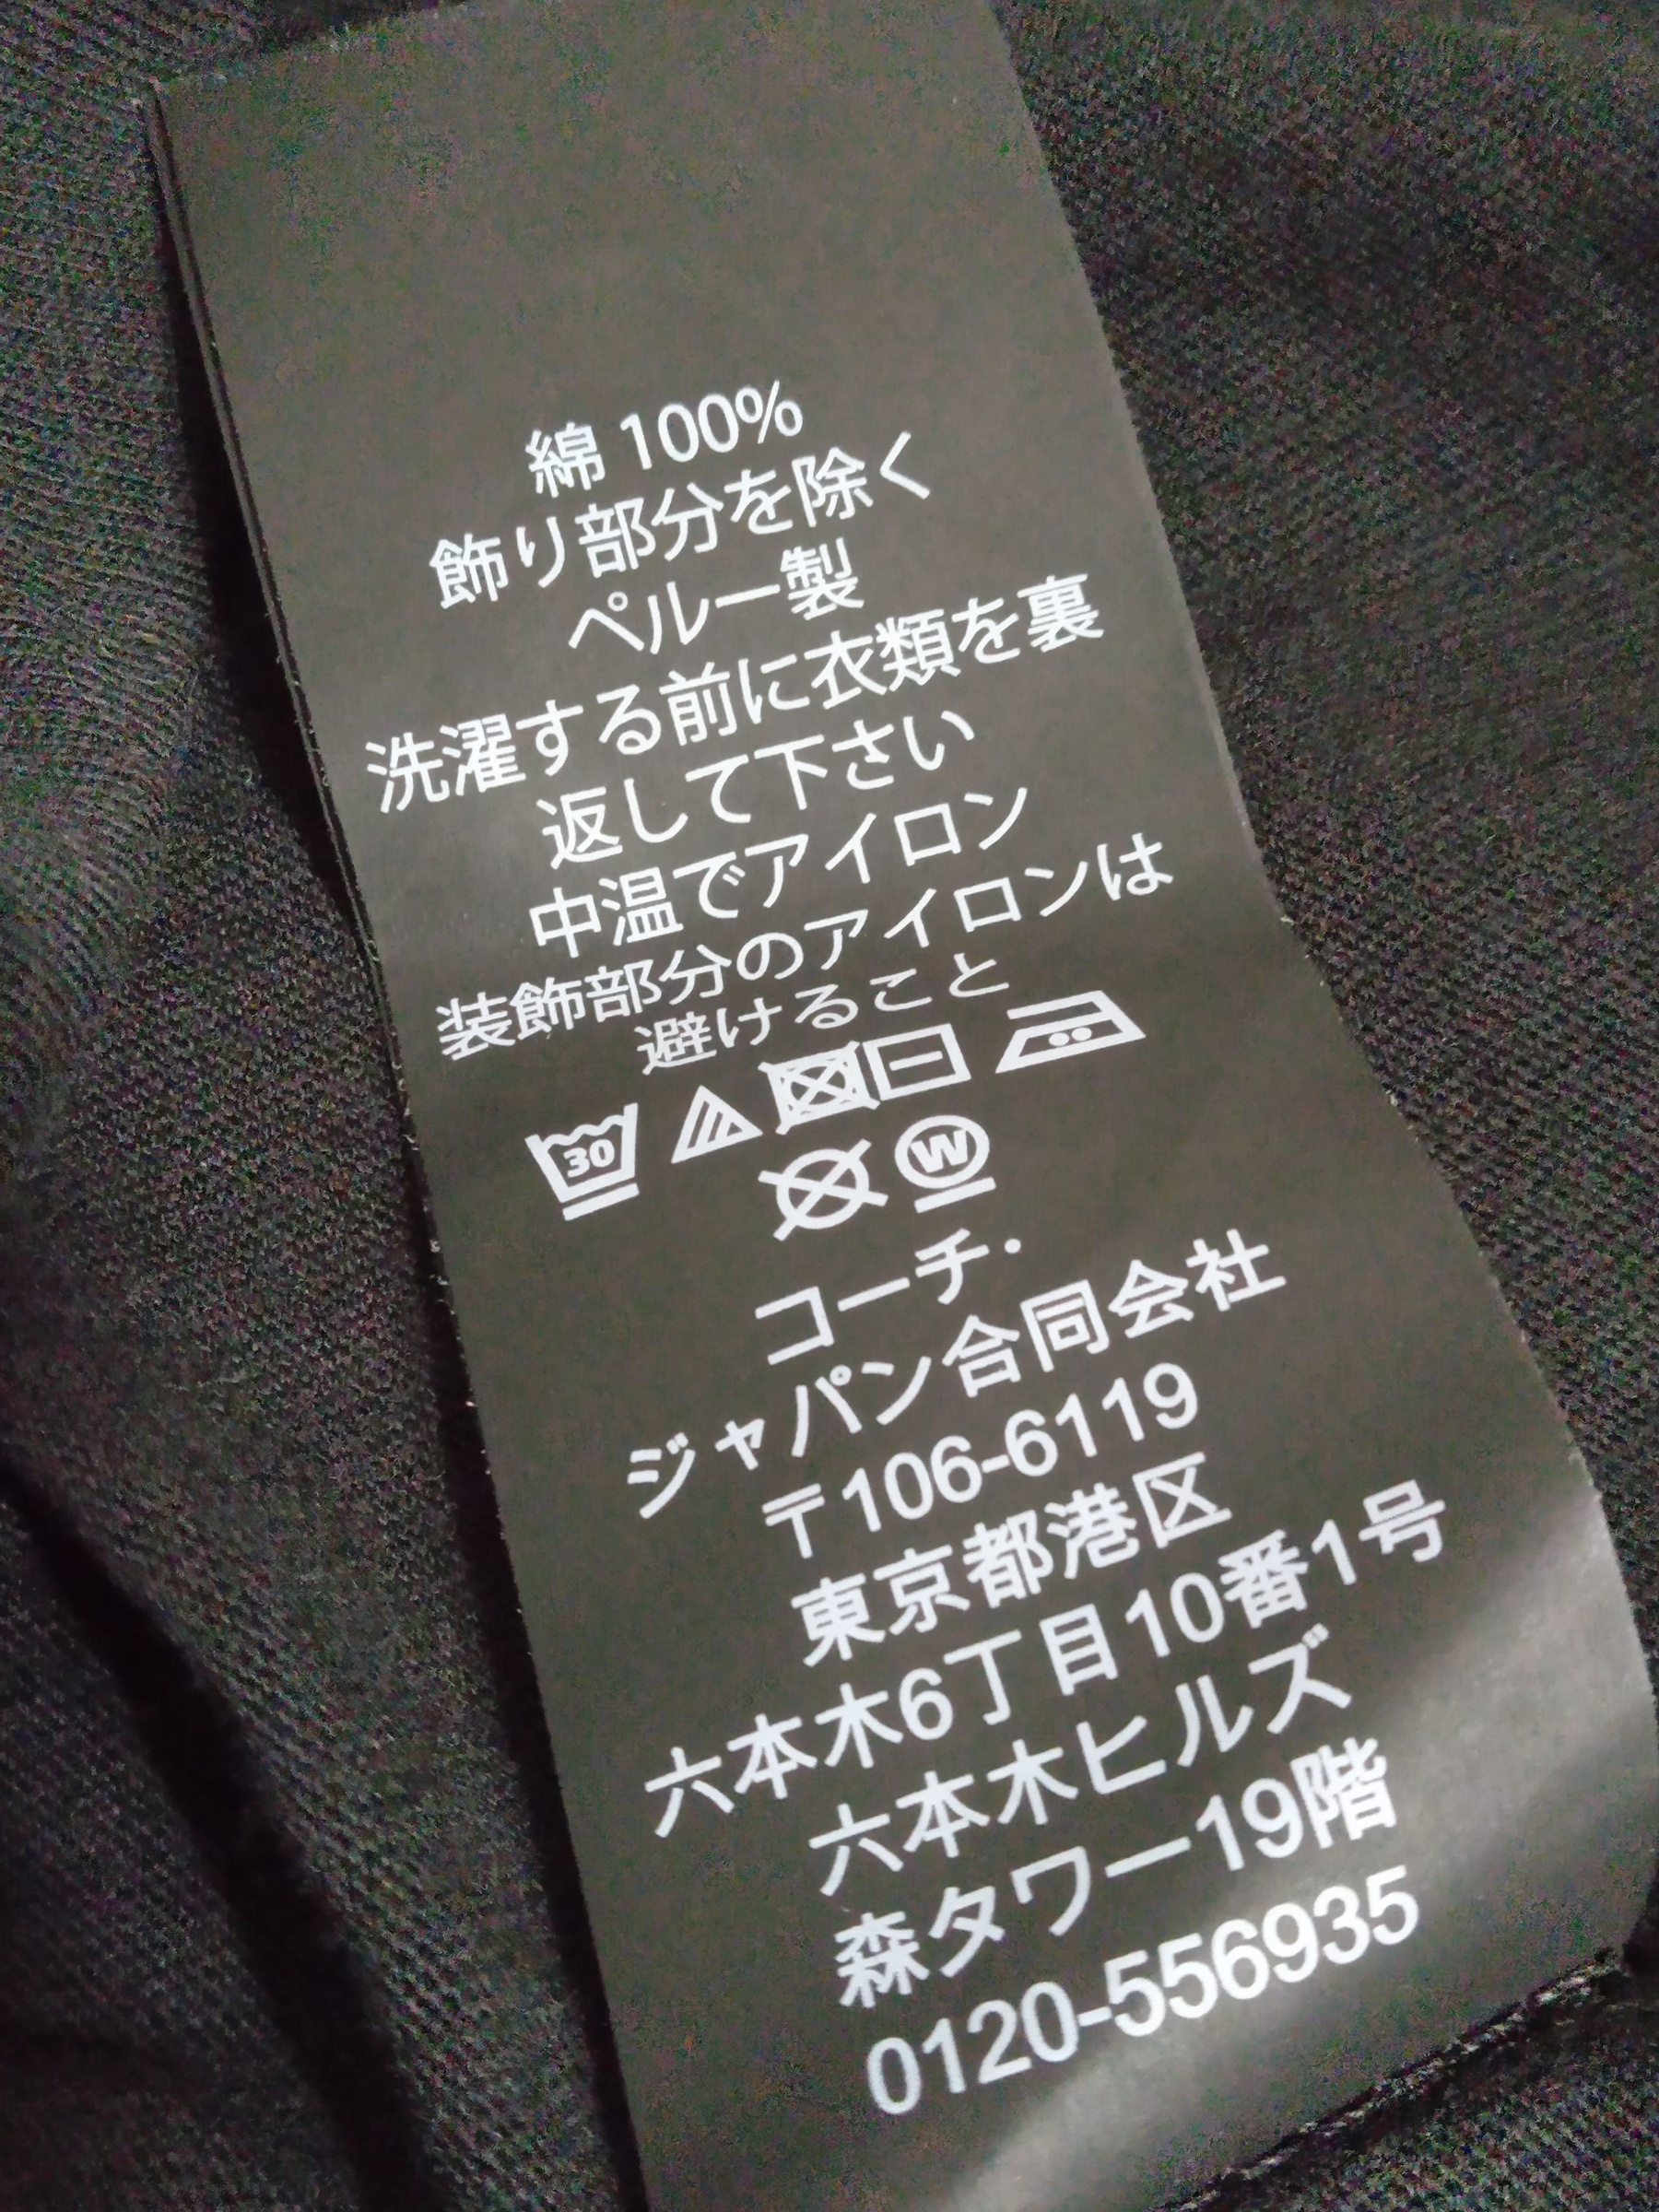 綿 100%
飾り部分を除く
ペルー製
洗濯する前に衣類を裏
返して下さい
中温でアイロン
装飾部分のアイロンは
避けること
30
W
コーチ・
ジャパン合同会社
〒106-6119
東京都港区
六本木6丁目10番1号
六本木ヒルズ
森タワー19階
0120-556935